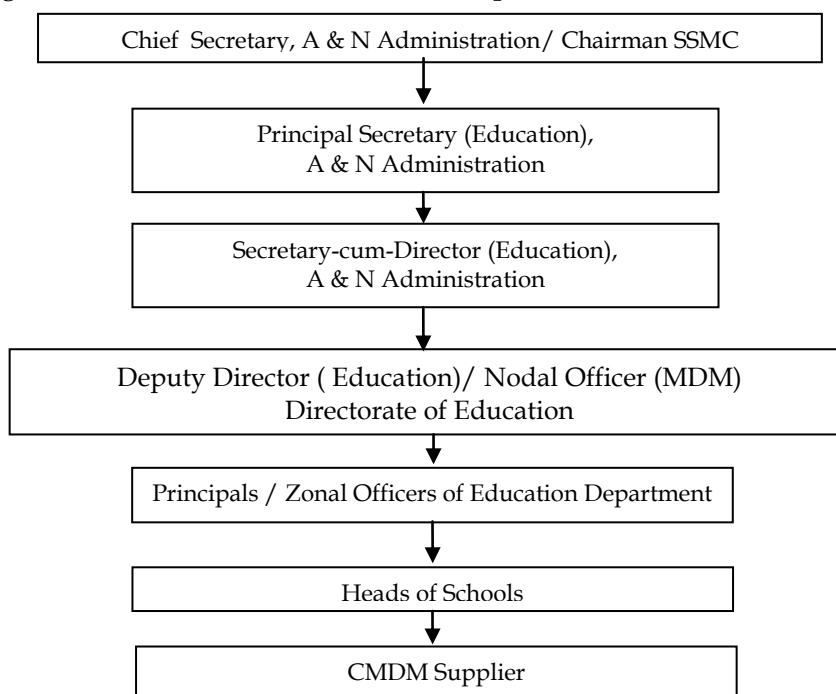 Chief Secretary, A & N Administration/ Chairman SSMC
Principal Secretary (Education),
A & N Administration
Secretary-cum-Director (Education),
A & N Administration
Deputy Director ( Education)/ Nodal Officer (MDM)
Directorate of Education
Principals / Zonal Officers of Education Department
Heads of Schools
CMDM Supplier